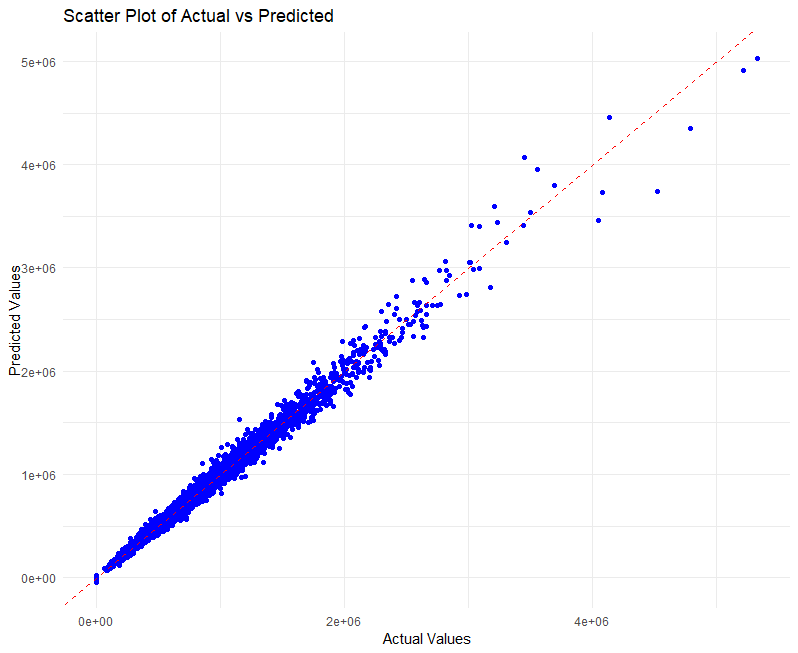 Scatter Plot of Actual vs Predicted
5e+06
4e+06
3e+06
2e+06
1e+06
0e+00
Predicted Values
0e+00 2e+06 4e+06
Actual Values